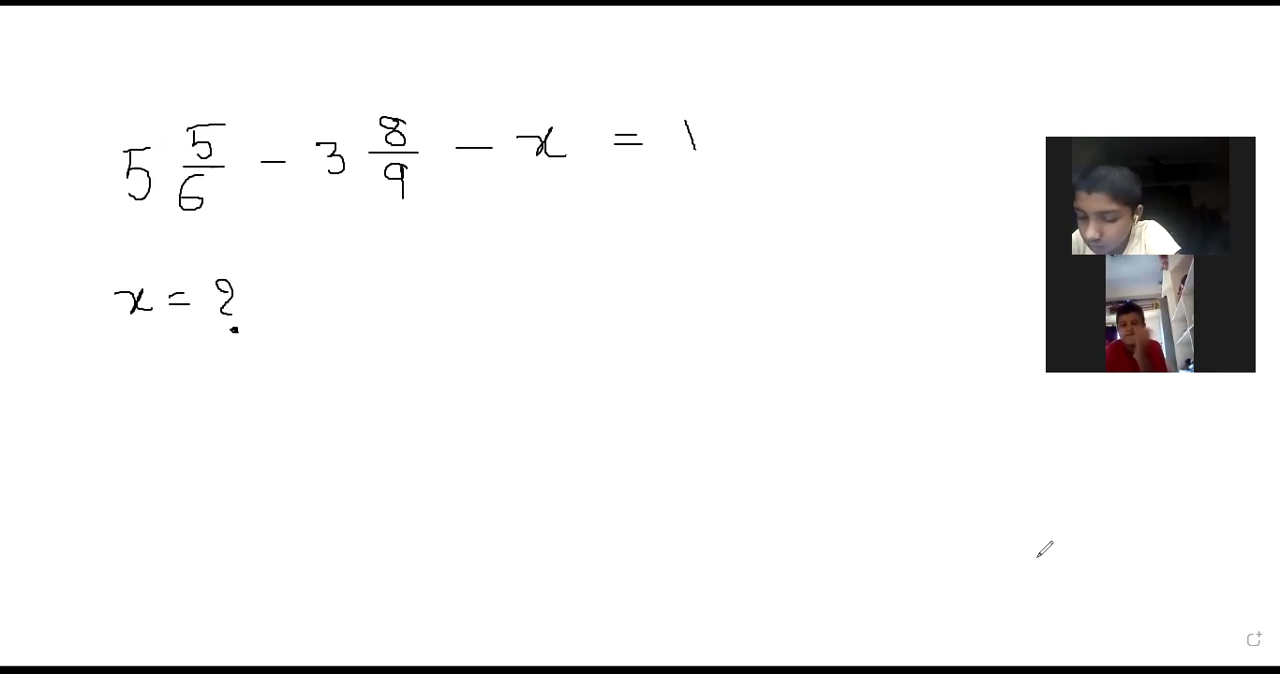 5 5/6 - 3 8/9 - x = 1
x = ?